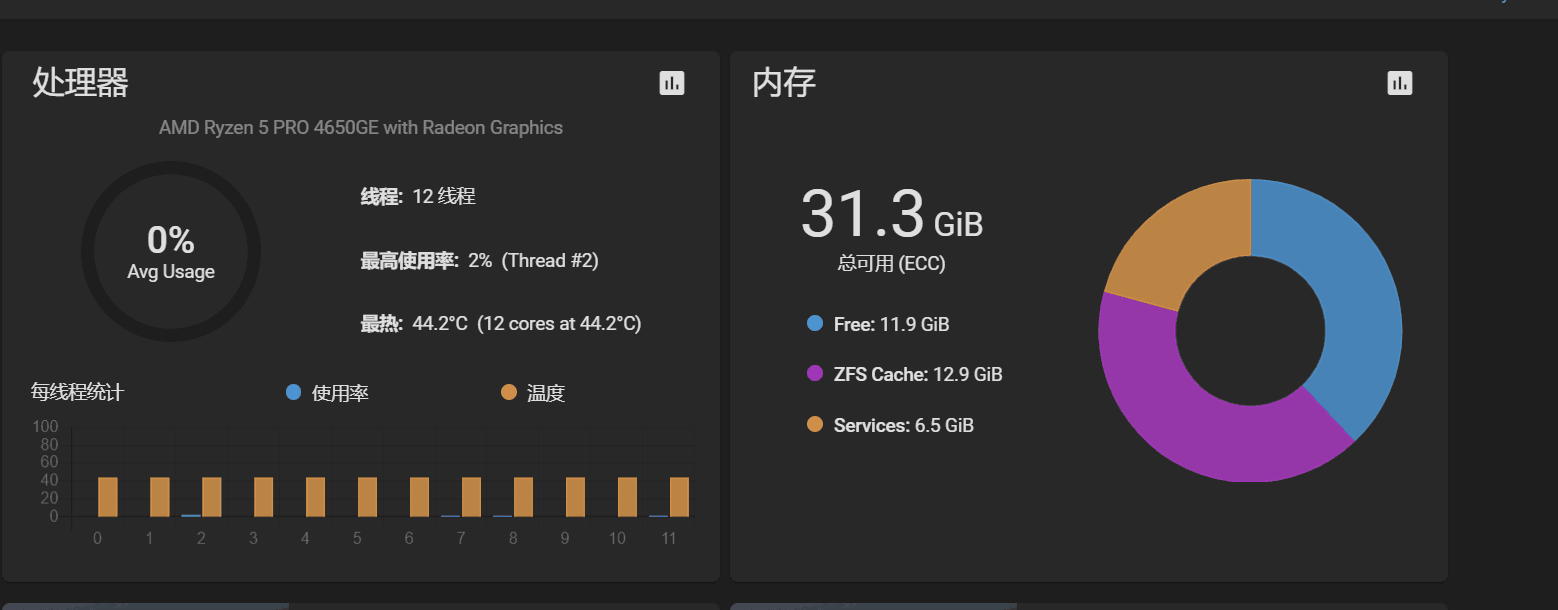 处理器
AMD Ryzen 5 PRO 4650GE with Radeon Graphics
0%
Avg Usage
线程: 12 线程
最高使用率: 2% (Thread #2)
最热: 44.2°C (12 cores at 44.2°C)
每线程统计 使用率 温度
100
80
60
40
20
0
0 1 2 3 4 5 6 7 8 9 10 11
内存
31.3 GiB
总可用 (ECC)
Free: 11.9 GiB
ZFS Cache: 12.9 GiB
Services: 6.5 GiB